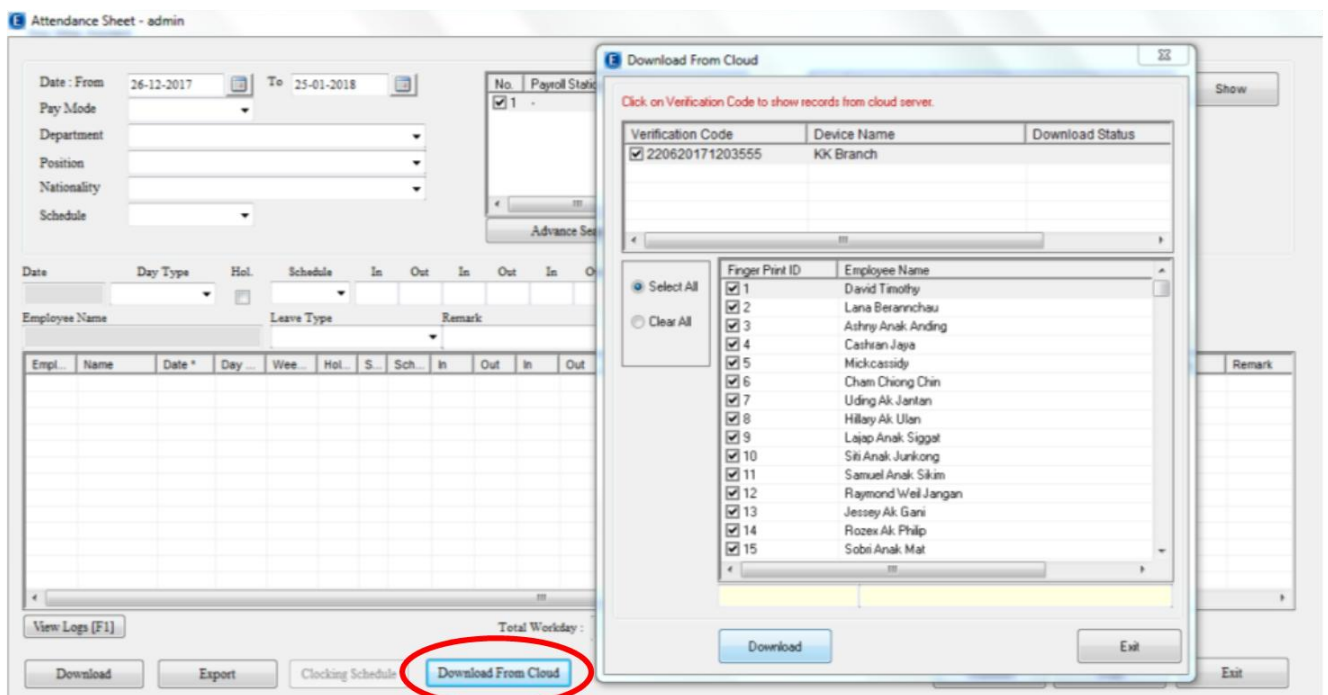 Attendance Sheet - admin
Date : From 26-12-2017 To 25-01-2018
Pay Mode
Department
Position
Nationality
Schedule
No. Payroll Static
1 -
Advance Sea
Show
Date Day Type Hol. Schedule In Out In Out In
Employee Name Leave Type Remark
Empl... Name Date * Day ... Wee... Hol... S... Sch... In Out In Out Remark
View Logs [F1] Total Workday :
Download Export Clocking Schedule Download From Cloud Exit
Download From Cloud
Click on Verification Code to show records from cloud server.
Verification Code Device Name Download Status
220620171203555 KK Branch
Select All
Clear All
Finger Print ID Employee Name
1 David Timothy
2 Lana Berannchau
3 Ashny Anak Anding
4 Cashran Jaya
5 Mickcassidy
6 Cham Chiong Chin
7 Uding Ak Jantan
8 Hillary Ak Ulan
9 Lajap Anak Siggat
10 Siti Anak Junkong
11 Samuel Anak Sikim
12 Raymond Weil Jangan
13 Jessey Ak Gani
14 Rozex Ak Philip
15 Sobri Anak Mat
Download Exit